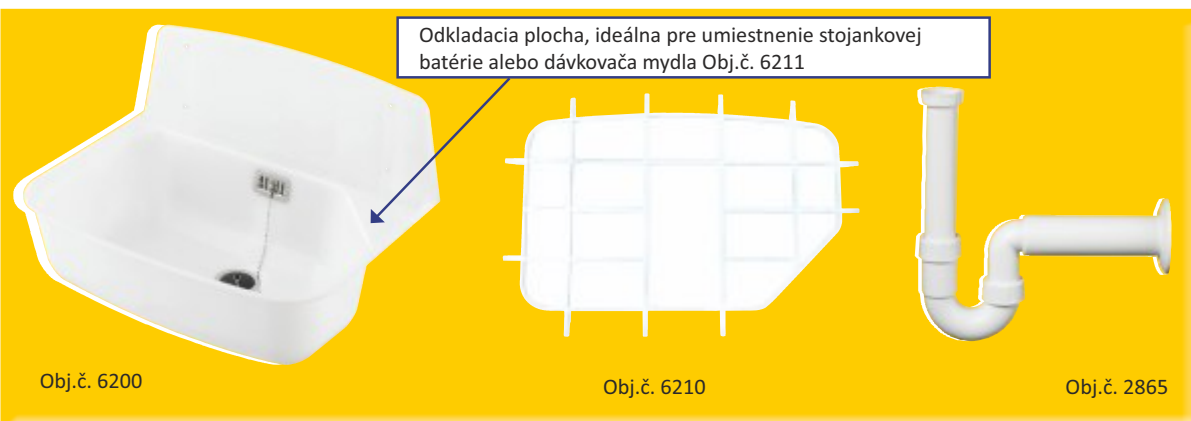 Odkladacia plocha, ideálna pre umiestnenie stojankovej
batérie alebo dávkovača mydla Obj.č. 6211
Obj.č. 6200
Obj.č. 6210
Obj.č. 2865